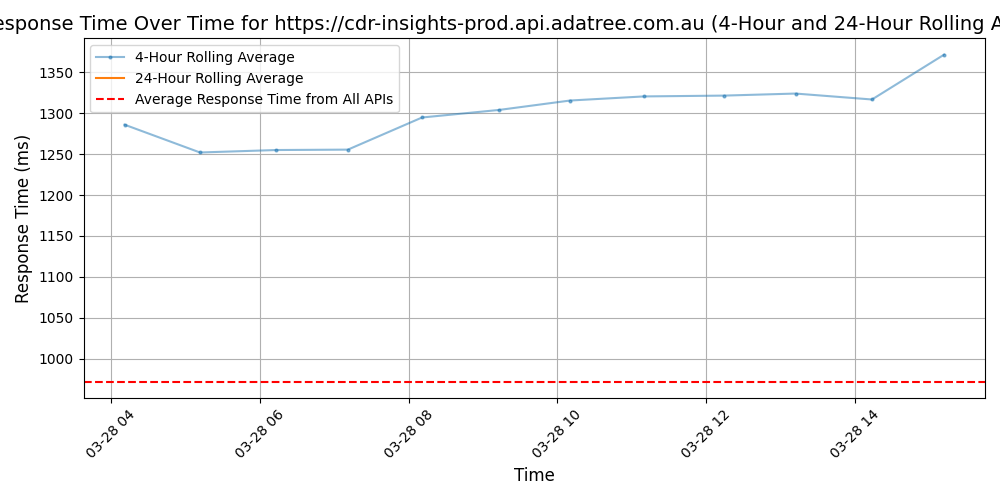 esponse Time Over Time for https://cdr-insights-prod.api.adatree.com.au (4-Hour and 24-Hour Rolling A
4-Hour Rolling Average
24-Hour Rolling Average
Average Response Time from All APIs
Response Time (ms)
1350
1300
1250
1200
1150
1100
1050
1000
03-28 04
03-28 06
03-28 08
03-28 10
03-28 12
03-28 14
Time